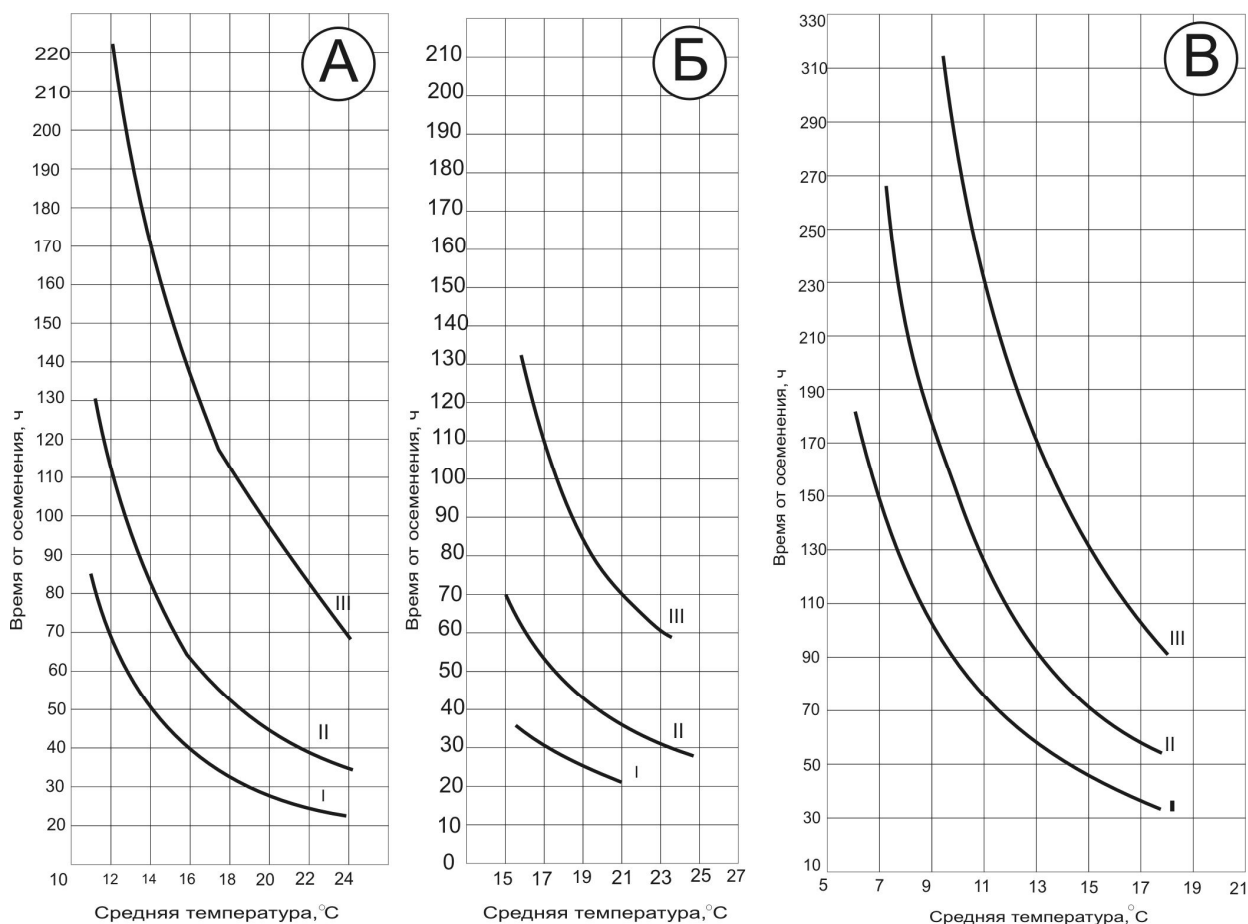 А
220
210
200
190
180
170
160
150
140
130
120
110
100
90
80
70
60
50
40
30
20
10 12 14 16 18 20 22 24
Время от осеменения, ч
Средняя температура,°C
III
II
I
Б
210
200
190
180
170
160
150
140
130
120
110
100
90
80
70
60
50
40
30
20
10
0
15 17 19 21 23 25 27
Время от осеменения, ч
Средняя температура,°C
III
II
I
В
330
310
290
270
250
230
210
190
170
150
130
110
90
70
50
30
10
5 7 9 11 13 15 17 19 21
Время от осеменения, ч
Средняя температура,°C
III
II
I